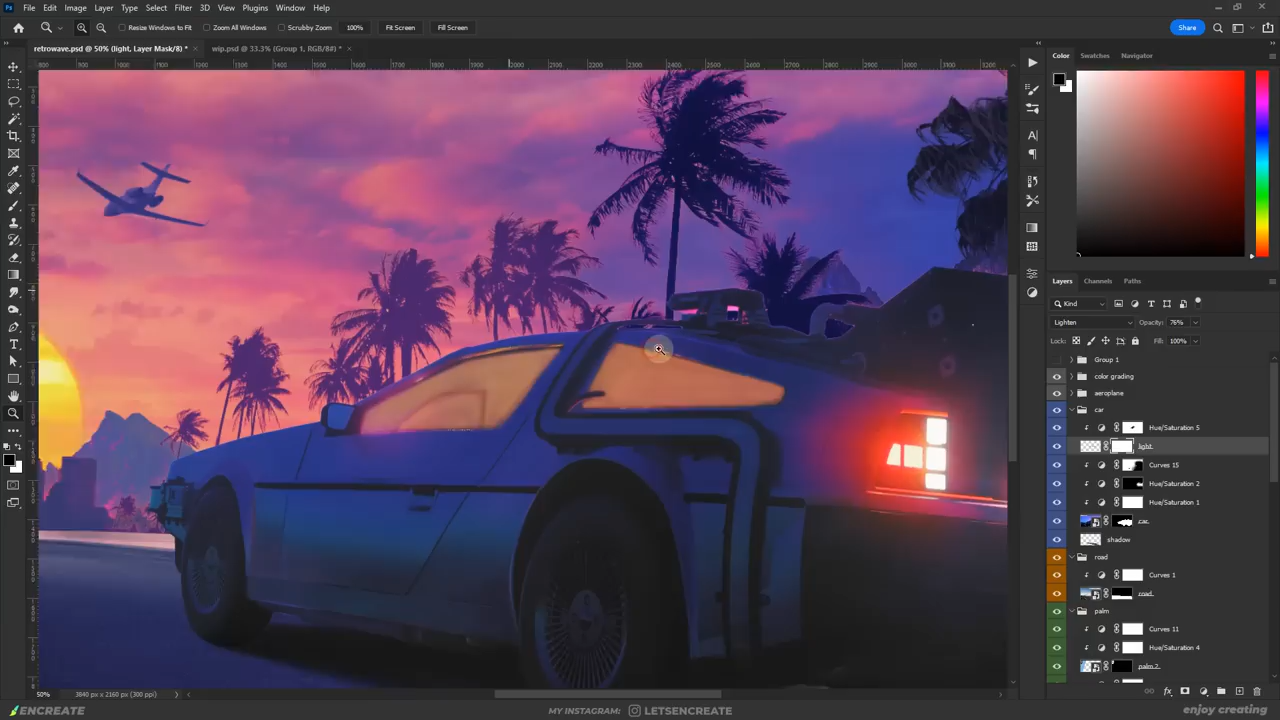 Ps File Edit Image Layer Type Select Filter 3D View Plugins Window Help
Resize Windows to Fit Zoom All Windows Scrubby Zoom 100% Fit Screen Fill Screen Share
retrowave.psd @ 50% (light, Layer Mask/8) * × wip.psd @ 33.3% (Group 1, RGB/8#) * ×
Color Swatches Navigator
Layers Channels Paths
Kind
Lighten Opacity: 76%
Lock: Fill: 100%
Group 1
color grading
aeroplane
car
Hue/Saturation 5
light
Curves 15
Hue/Saturation 2
Hue/Saturation 1
car
shadow
road
Curves 1
road
palm
Curves 11
Hue/Saturation 4
palm 2
50% 3840 px x 2160 px (300 ppi)
ENCREATE
MY INSTAGRAM: LETSENCREATE
enjoy creating